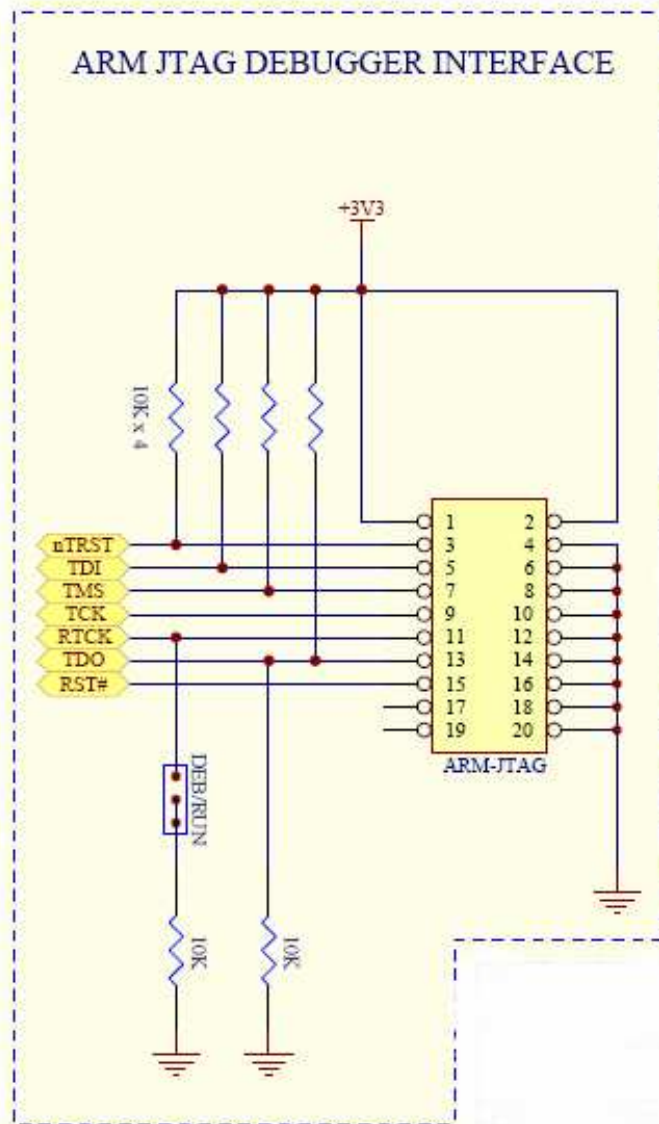 ARM JTAG DEBUGGER INTERFACE
+3V3
10K x 4
nTRST
TDI
TMS
TCK
RTCK
TDO
RST#
1 2
3 4
5 6
7 8
9 10
11 12
13 14
15 16
17 18
19 20
ARM-JTAG
DEB/RUN
10K
10K